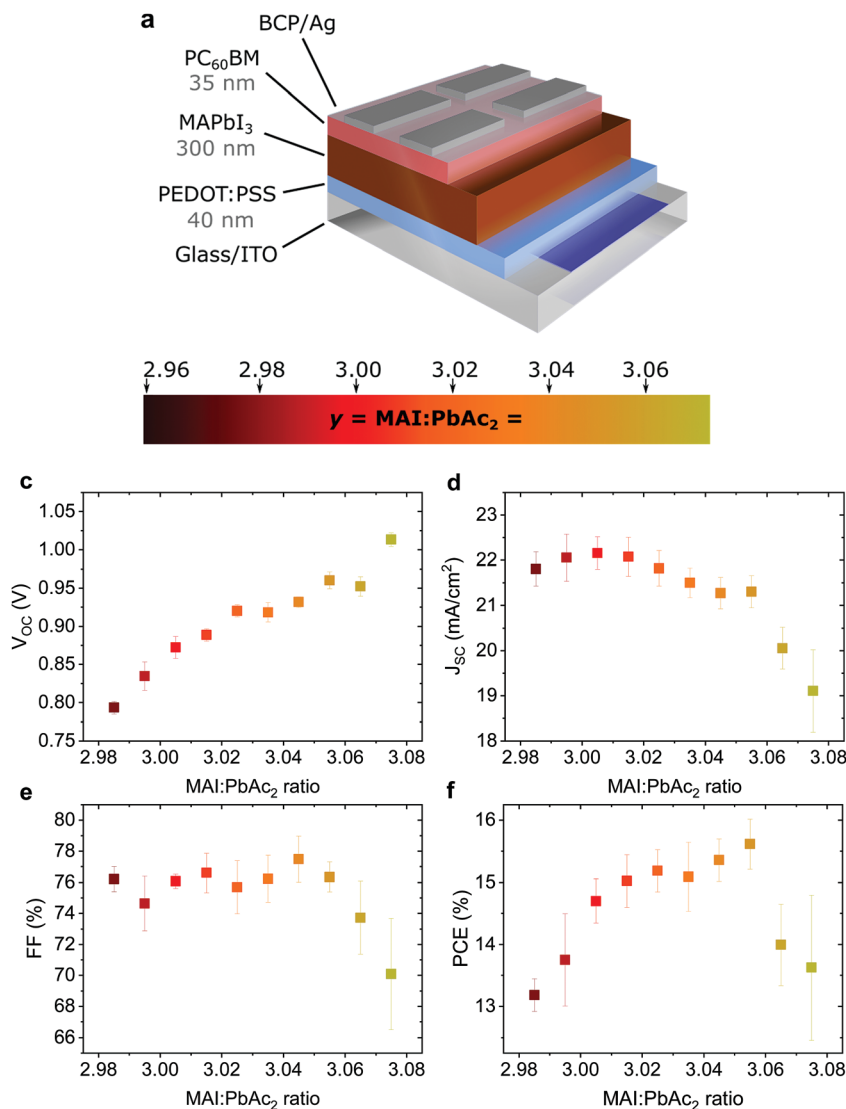 a
BCP/Ag
PC₆₀BM
35 nm
MAPbI₃
300 nm
PEDOT:PSS
40 nm
Glass/ITO
2.96 2.98 3.00 3.02 3.04 3.06
y = MAI:PbAc₂ =
c
1.05
1.00
0.95
0.90
0.85
0.80
0.75
V_OC (V)
2.98 3.00 3.02 3.04 3.06 3.08
MAI:PbAc₂ ratio
d
23
22
21
20
19
18
J_SC (mA/cm²)
2.98 3.00 3.02 3.04 3.06 3.08
MAI:PbAc₂ ratio
e
80
78
76
74
72
70
68
66
FF (%)
2.98 3.00 3.02 3.04 3.06 3.08
MAI:PbAc₂ ratio
f
16
15
14
13
PCE (%)
2.98 3.00 3.02 3.04 3.06 3.08
MAI:PbAc₂ ratio